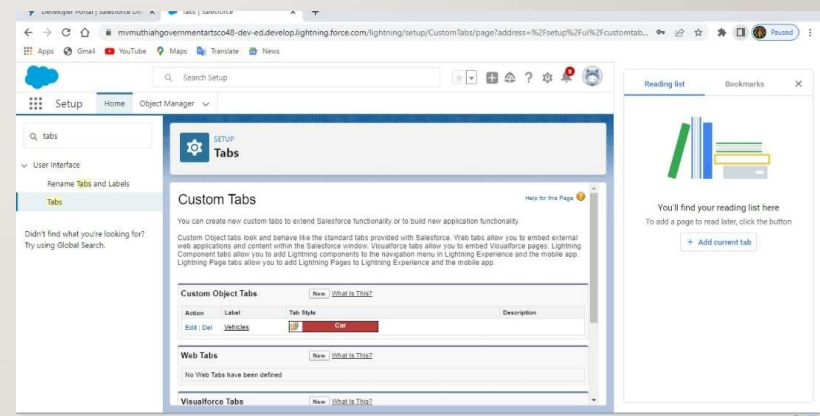 Developer Portal | Salesforce De
Tabs | Salesforce
mvmuthiahgovernmentartsco48-dev-ed.develop.lightning.force.com/lightning/setup/CustomTabs/page?address=%2Fsetup%2Fui%2Fcustomtab...
Paused
Apps Gmail YouTube Maps Translate News
Search Setup
Setup Home Object Manager
tabs
User Interface
Rename Tabs and Labels
Tabs
Didn't find what you're looking for?
Try using Global Search.
SETUP
Tabs
Custom Tabs
Help for this Page
You can create new custom tabs to extend Salesforce functionality or to build new application functionality.
Custom Object tabs look and behave like the standard tabs provided with Salesforce. Web tabs allow you to embed external
web applications and content within the Salesforce window. Visualforce tabs allow you to embed Visualforce pages. Lightning
Component tabs allow you to add Lightning components to the navigation menu in Lightning Experience and the mobile app.
Lightning Page tabs allow you to add Lightning Pages to Lightning Experience and the mobile app.
Custom Object Tabs New What Is This?
Action Label Tab Style Description
Edit | Del Vehicles Car
Web Tabs New What Is This?
No Web Tabs have been defined
Visualforce Tabs New What Is This?
Reading list Bookmarks
You'll find your reading list here
To add a page to read later, click the button
+ Add current tab